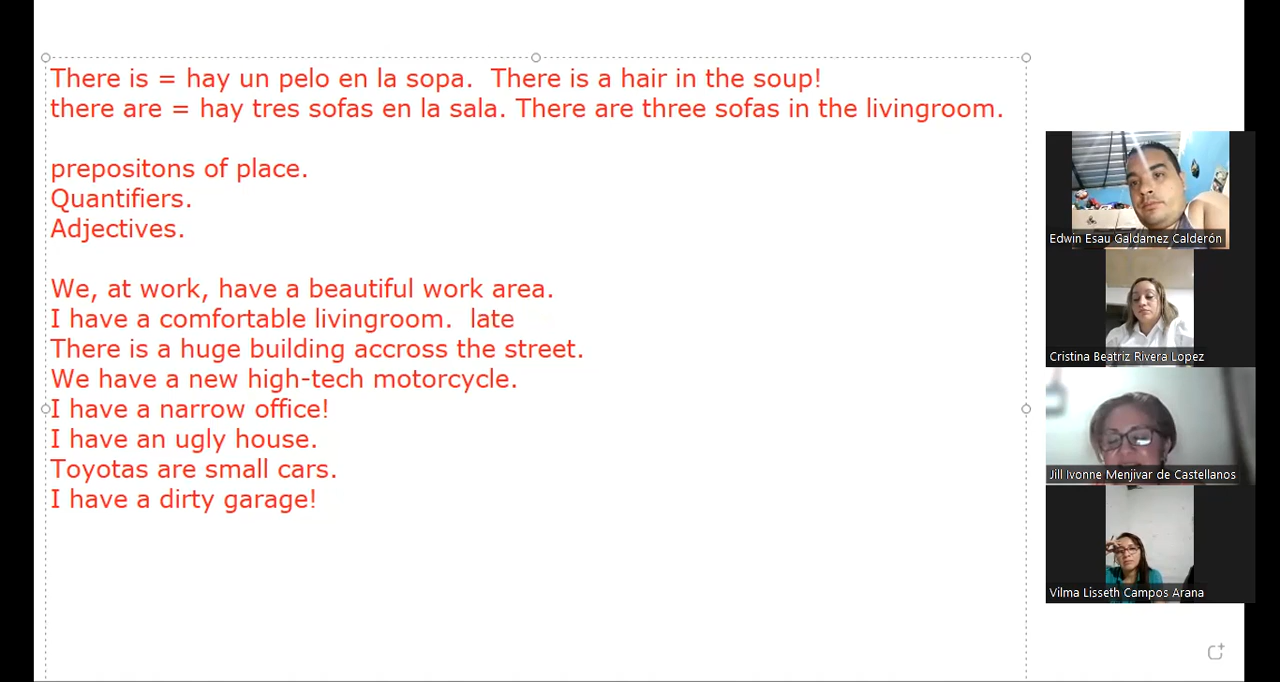 There is = hay un pelo en la sopa.  There is a hair in the soup!
there are = hay tres sofas en la sala. There are three sofas in the livingroom.
prepositons of place.
Quantifiers.
Adjectives.
We, at work, have a beautiful work area.
I have a comfortable livingroom.  late
There is a huge building accross the street.
We have a new high-tech motorcycle.
I have a narrow office!
I have an ugly house.
Toyotas are small cars.
I have a dirty garage!
Edwin Esau Galdamez Calderón
Cristina Beatriz Rivera Lopez
Jill Ivonne Menjivar de Castellanos
Vilma Lisseth Campos Arana